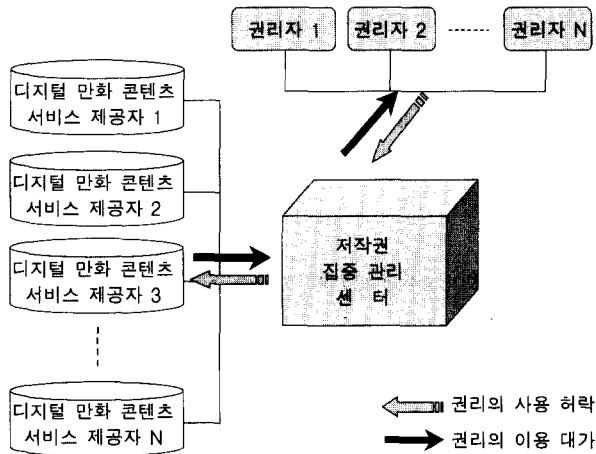 권리자 1
권리자 2
권리자 N
디지털 만화 콘텐츠
서비스 제공자 1
디지털 만화 콘텐츠
서비스 제공자 2
디지털 만화 콘텐츠
서비스 제공자 3
디지털 만화 콘텐츠
서비스 제공자 N
저작권
집중 관리
센 터
권리의 사용 허락
권리의 이용 대가